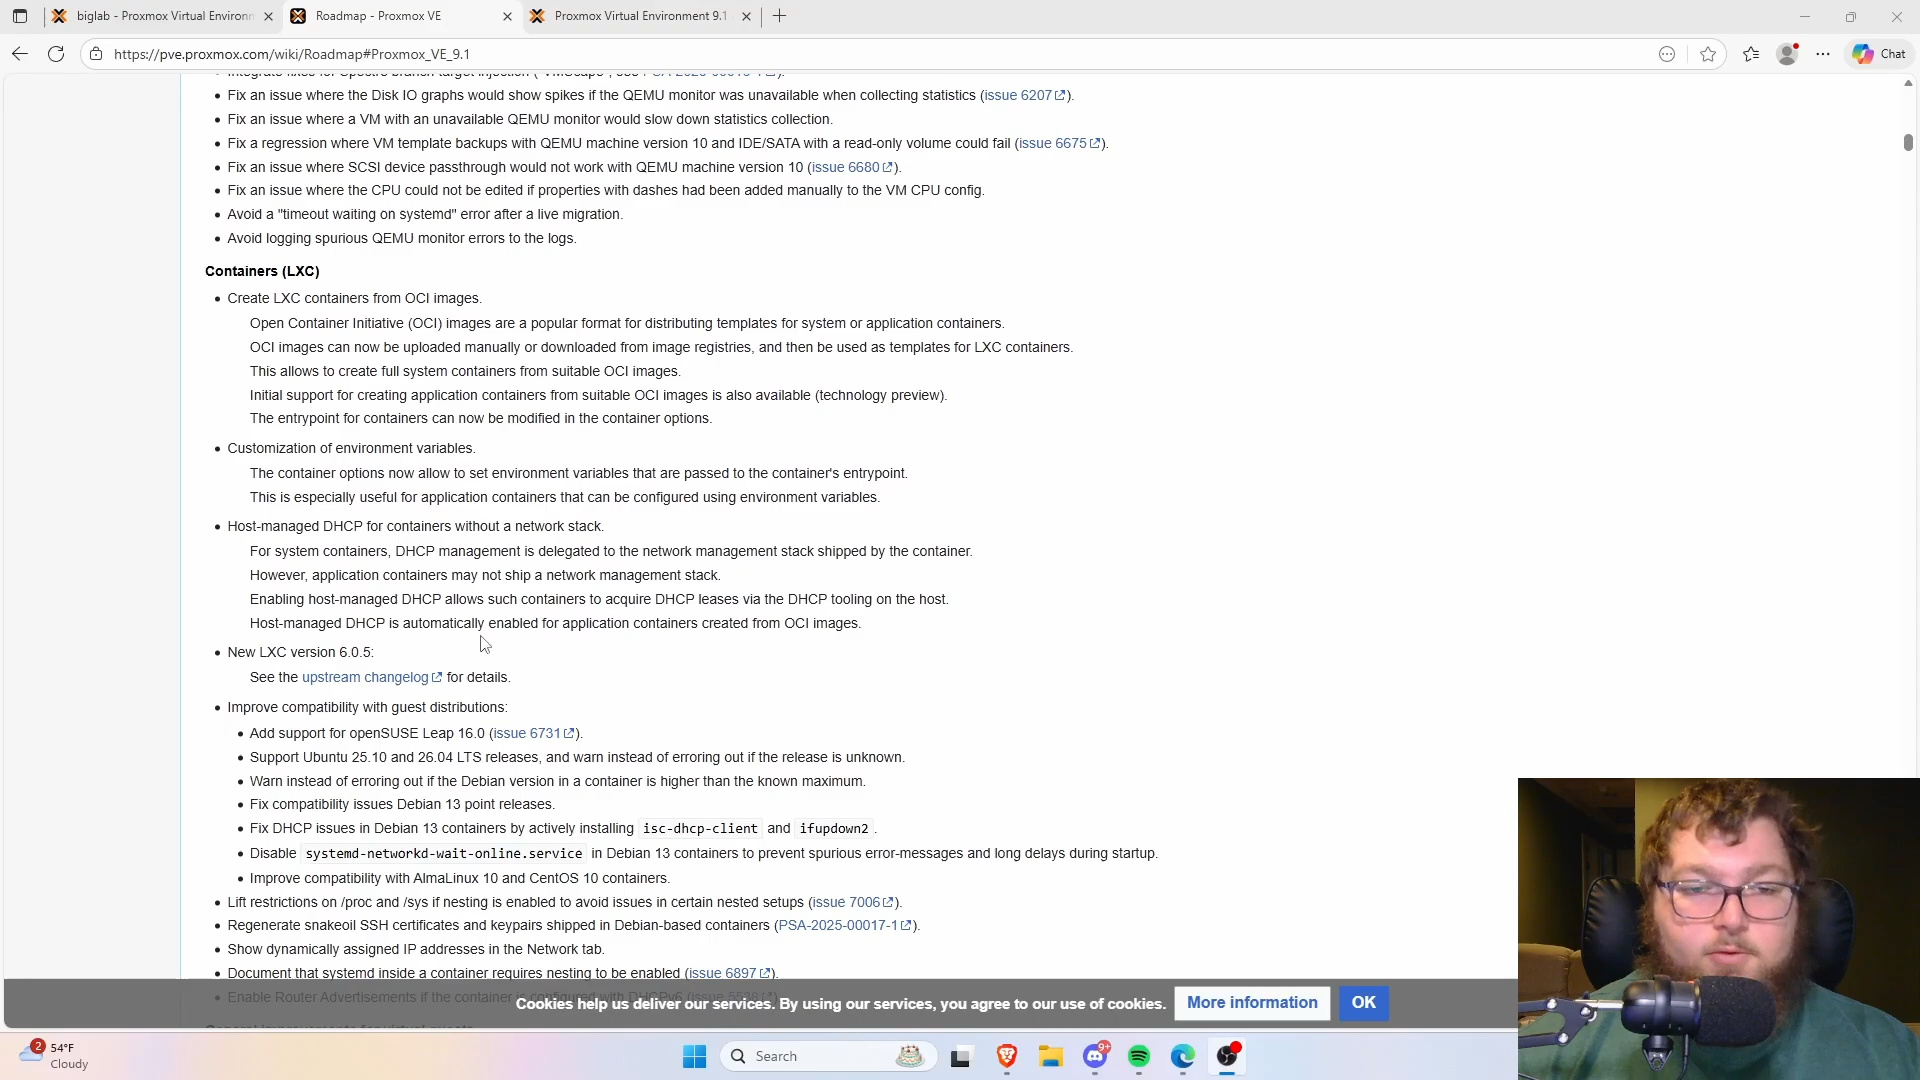 biglab - Proxmox Virtual Environm
Roadmap - Proxmox VE
Proxmox Virtual Environment 9.1
https://pve.proxmox.com/wiki/Roadmap#Proxmox_VE_9.1
Chat
• Fix an issue where the Disk IO graphs would show spikes if the QEMU monitor was unavailable when collecting statistics (issue 6207).
• Fix an issue where a VM with an unavailable QEMU monitor would slow down statistics collection.
• Fix a regression where VM template backups with QEMU machine version 10 and IDE/SATA with a read-only volume could fail (issue 6675).
• Fix an issue where SCSI device passthrough would not work with QEMU machine version 10 (issue 6680).
• Fix an issue where the CPU could not be edited if properties with dashes had been added manually to the VM CPU config.
• Avoid a "timeout waiting on systemd" error after a live migration.
• Avoid logging spurious QEMU monitor errors to the logs.
Containers (LXC)
• Create LXC containers from OCI images.
Open Container Initiative (OCI) images are a popular format for distributing templates for system or application containers.
OCI images can now be uploaded manually or downloaded from image registries, and then be used as templates for LXC containers.
This allows to create full system containers from suitable OCI images.
Initial support for creating application containers from suitable OCI images is also available (technology preview).
The entrypoint for containers can now be modified in the container options.
• Customization of environment variables.
The container options now allow to set environment variables that are passed to the container's entrypoint.
This is especially useful for application containers that can be configured using environment variables.
• Host-managed DHCP for containers without a network stack.
For system containers, DHCP management is delegated to the network management stack shipped by the container.
However, application containers may not ship a network management stack.
Enabling host-managed DHCP allows such containers to acquire DHCP leases via the DHCP tooling on the host.
Host-managed DHCP is automatically enabled for application containers created from OCI images.
• New LXC version 6.0.5:
See the upstream changelog for details.
• Improve compatibility with guest distributions:
• Add support for openSUSE Leap 16.0 (issue 6731).
• Support Ubuntu 25.10 and 26.04 LTS releases, and warn instead of erroring out if the release is unknown.
• Warn instead of erroring out if the Debian version in a container is higher than the known maximum.
• Fix compatibility issues Debian 13 point releases.
• Fix DHCP issues in Debian 13 containers by actively installing isc-dhcp-client and ifupdown2.
• Disable systemd-networkd-wait-online.service in Debian 13 containers to prevent spurious error-messages and long delays during startup.
• Improve compatibility with AlmaLinux 10 and CentOS 10 containers.
• Lift restrictions on /proc and /sys if nesting is enabled to avoid issues in certain nested setups (issue 7006).
• Regenerate snakeoil SSH certificates and keypairs shipped in Debian-based containers (PSA-2025-00017-1).
• Show dynamically assigned IP addresses in the Network tab.
• Document that systemd inside a container requires nesting to be enabled (issue 6897).
• Enable Router Advertisements if the container is configured with DHCPv6
Cookies help us deliver our services. By using our services, you agree to our use of cookies. More information OK
2
54°F
Cloudy
Search
9+